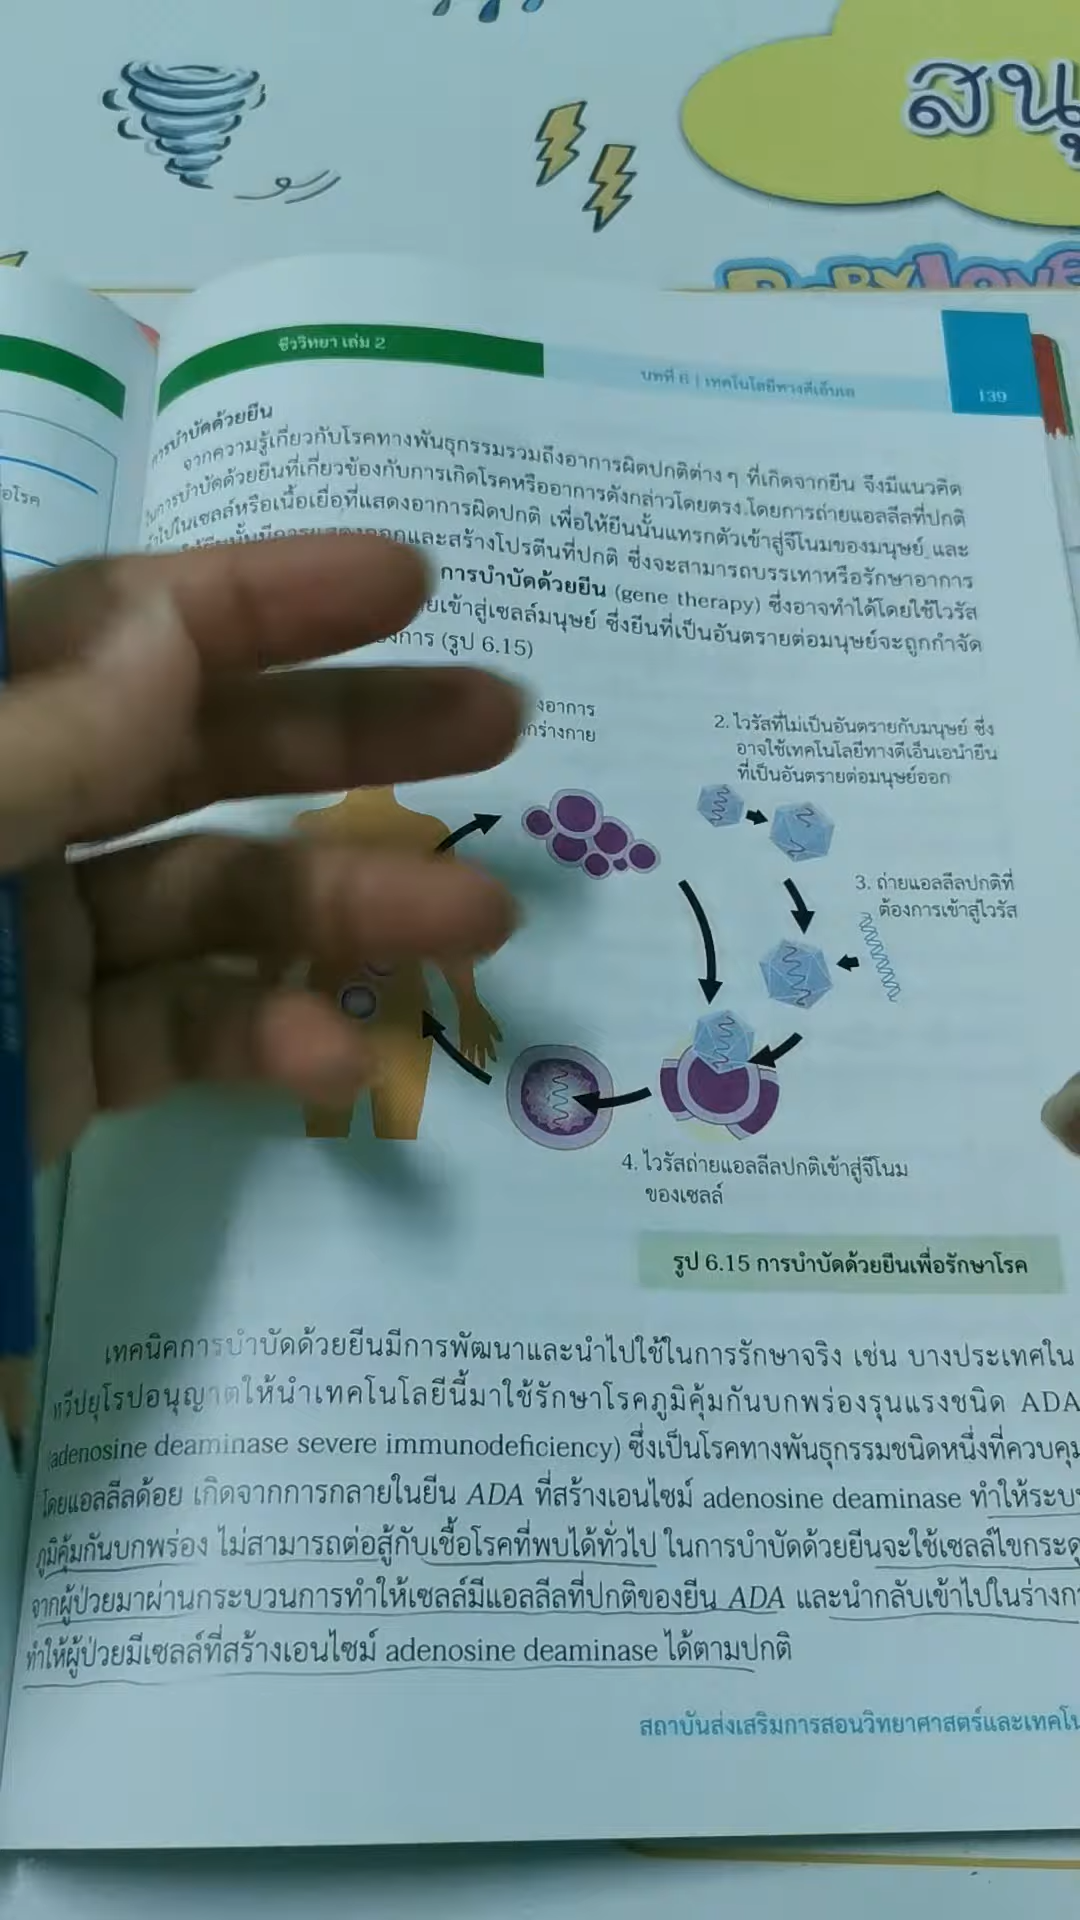 สนุ
BABYLOVE
ชีววิทยา เล่ม 2
บทที่ 6 | เทคโนโลยีทางดีเอ็นเอ
139
การบำบัดด้วยยีน
จากความรู้เกี่ยวกับโรคทางพันธุกรรมรวมถึงอาการผิดปกติต่าง ๆ ที่เกิดจากยีน จึงมีแนวคิด
ในการบำบัดด้วยยีนที่เกี่ยวข้องกับการเกิดโรคหรืออาการดังกล่าวโดยตรง โดยการถ่ายแอลลีลที่ปกติ
เข้าไปในเซลล์หรือเนื้อเยื่อที่แสดงอาการผิดปกติ เพื่อให้ยีนนั้นแทรกตัวเข้าสู่จีโนมของมนุษย์ และ
และสร้างโปรตีนที่ปกติ ซึ่งจะสามารถบรรเทาหรือรักษาอาการ
การบำบัดด้วยยีน (gene therapy) ซึ่งอาจทำได้โดยใช้ไวรัส
เข้าสู่เซลล์มนุษย์ ซึ่งยีนที่เป็นอันตรายต่อมนุษย์จะถูกกำจัด
(รูป 6.15)
งอาการ
กร่างกาย
2. ไวรัสที่ไม่เป็นอันตรายกับมนุษย์ ซึ่ง
อาจใช้เทคโนโลยีทางดีเอ็นเอนำยีน
ที่เป็นอันตรายต่อมนุษย์ออก
3. ถ่ายแอลลีลปกติที่
ต้องการเข้าสู่ไวรัส
4. ไวรัสถ่ายแอลลีลปกติเข้าสู่จีโนม
ของเซลล์
รูป 6.15 การบำบัดด้วยยีนเพื่อรักษาโรค
เทคนิคการบำบัดด้วยยีนมีการพัฒนาและนำไปใช้ในการรักษาจริง เช่น บางประเทศใน
ทวีปยุโรปอนุญาตให้นำเทคโนโลยีนี้มาใช้รักษาโรคภูมิคุ้มกันบกพร่องรุนแรงชนิด ADA
(adenosine deaminase severe immunodeficiency) ซึ่งเป็นโรคทางพันธุกรรมชนิดหนึ่งที่ควบคุม
โดยแอลลีลด้อย เกิดจากการกลายในยีน ADA ที่สร้างเอนไซม์ adenosine deaminase ทำให้ระบ
ภูมิคุ้มกันบกพร่อง ไม่สามารถต่อสู้กับเชื้อโรคที่พบได้ทั่วไป ในการบำบัดด้วยยีนจะใช้เซลล์ไขกระดู
จากผู้ป่วยมาผ่านกระบวนการทำให้เซลล์มีแอลลีลที่ปกติของยีน ADA และนำกลับเข้าไปในร่างกา
ทำให้ผู้ป่วยมีเซลล์ที่สร้างเอนไซม์ adenosine deaminase ได้ตามปกติ
สถาบันส่งเสริมการสอนวิทยาศาสตร์และเทคโน